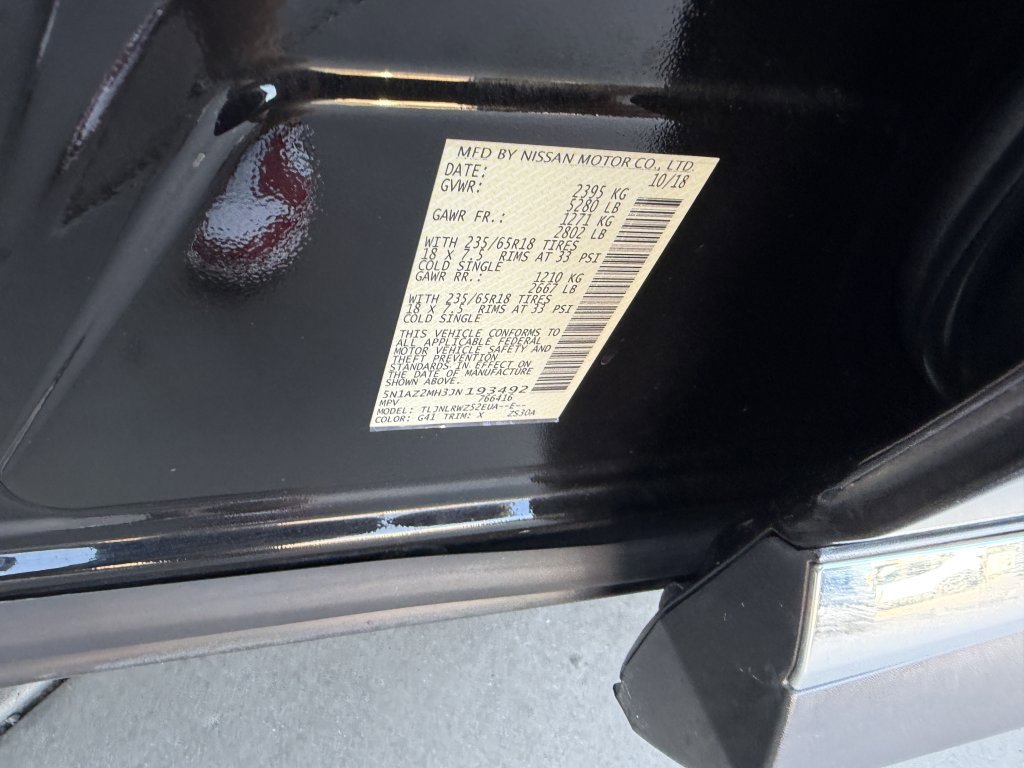 MFD BY NISSAN MOTOR CO., LTD.
DATE: 10/18
GVWR: 2395 KG
5280 LB
GAWR FR.: 1271 KG
2802 LB
WITH 235/65R18 TIRES
18 X 7.5 RIMS AT 33 PSI
COLD SINGLE
GAWR RR.: 1210 KG
2667 LB
WITH 235/65R18 TIRES
18 X 7.5 RIMS AT 33 PSI
COLD SINGLE
THIS VEHICLE CONFORMS TO
ALL APPLICABLE FEDERAL
MOTOR VEHICLE SAFETY AND
THEFT PREVENTION
STANDARDS IN EFFECT ON
THE DATE OF MANUFACTURE
SHOWN ABOVE.
5N1AZ2MH3JN193492
MPV 766416
MODEL: TLJNLRWZ52EUA--E--
COLOR: G41 TRIM: X ZS30A